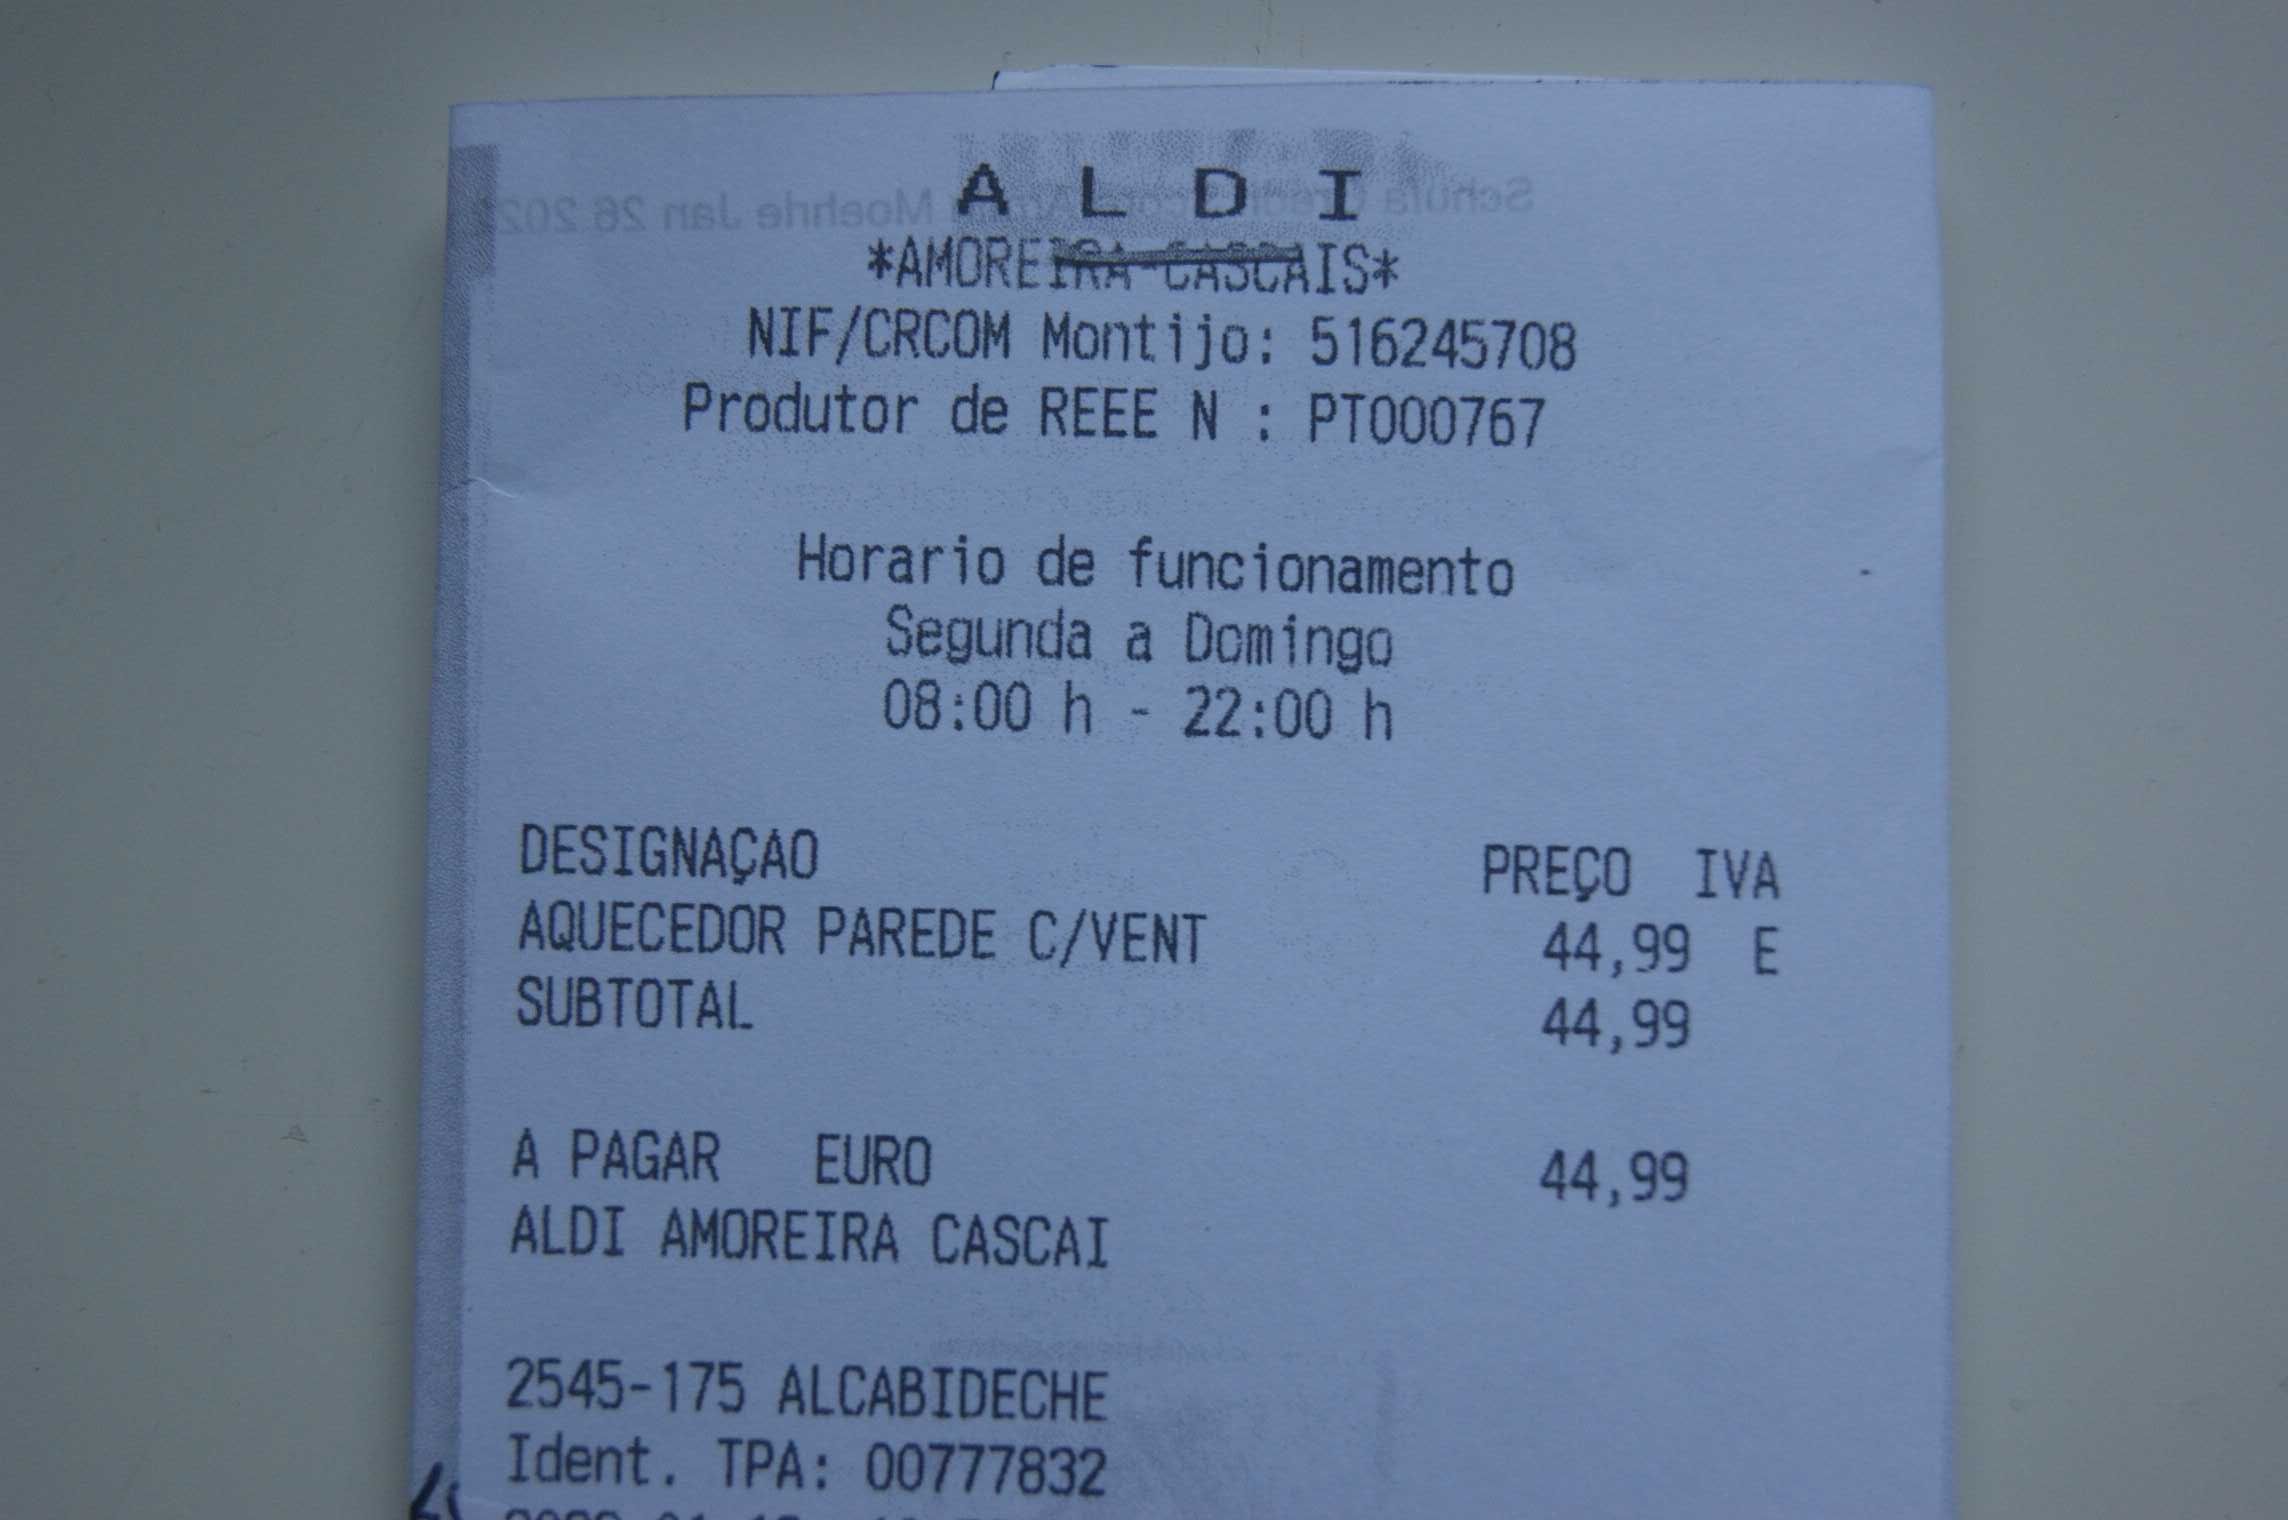 A L D I
*AMOREIRA-CASCAIS*
NIF/CRCOM Montijo: 516245708
Produtor de REEE N : PT000767
Horario de funcionamento
Segunda a Domingo
08:00 h - 22:00 h
DESIGNAÇAO PREÇO IVA
AQUECEDOR PAREDE C/VENT 44,99 E
SUBTOTAL 44,99
A PAGAR EURO 44,99
ALDI AMOREIRA CASCAI
2545-175 ALCABIDECHE
Ident. TPA: 00777832